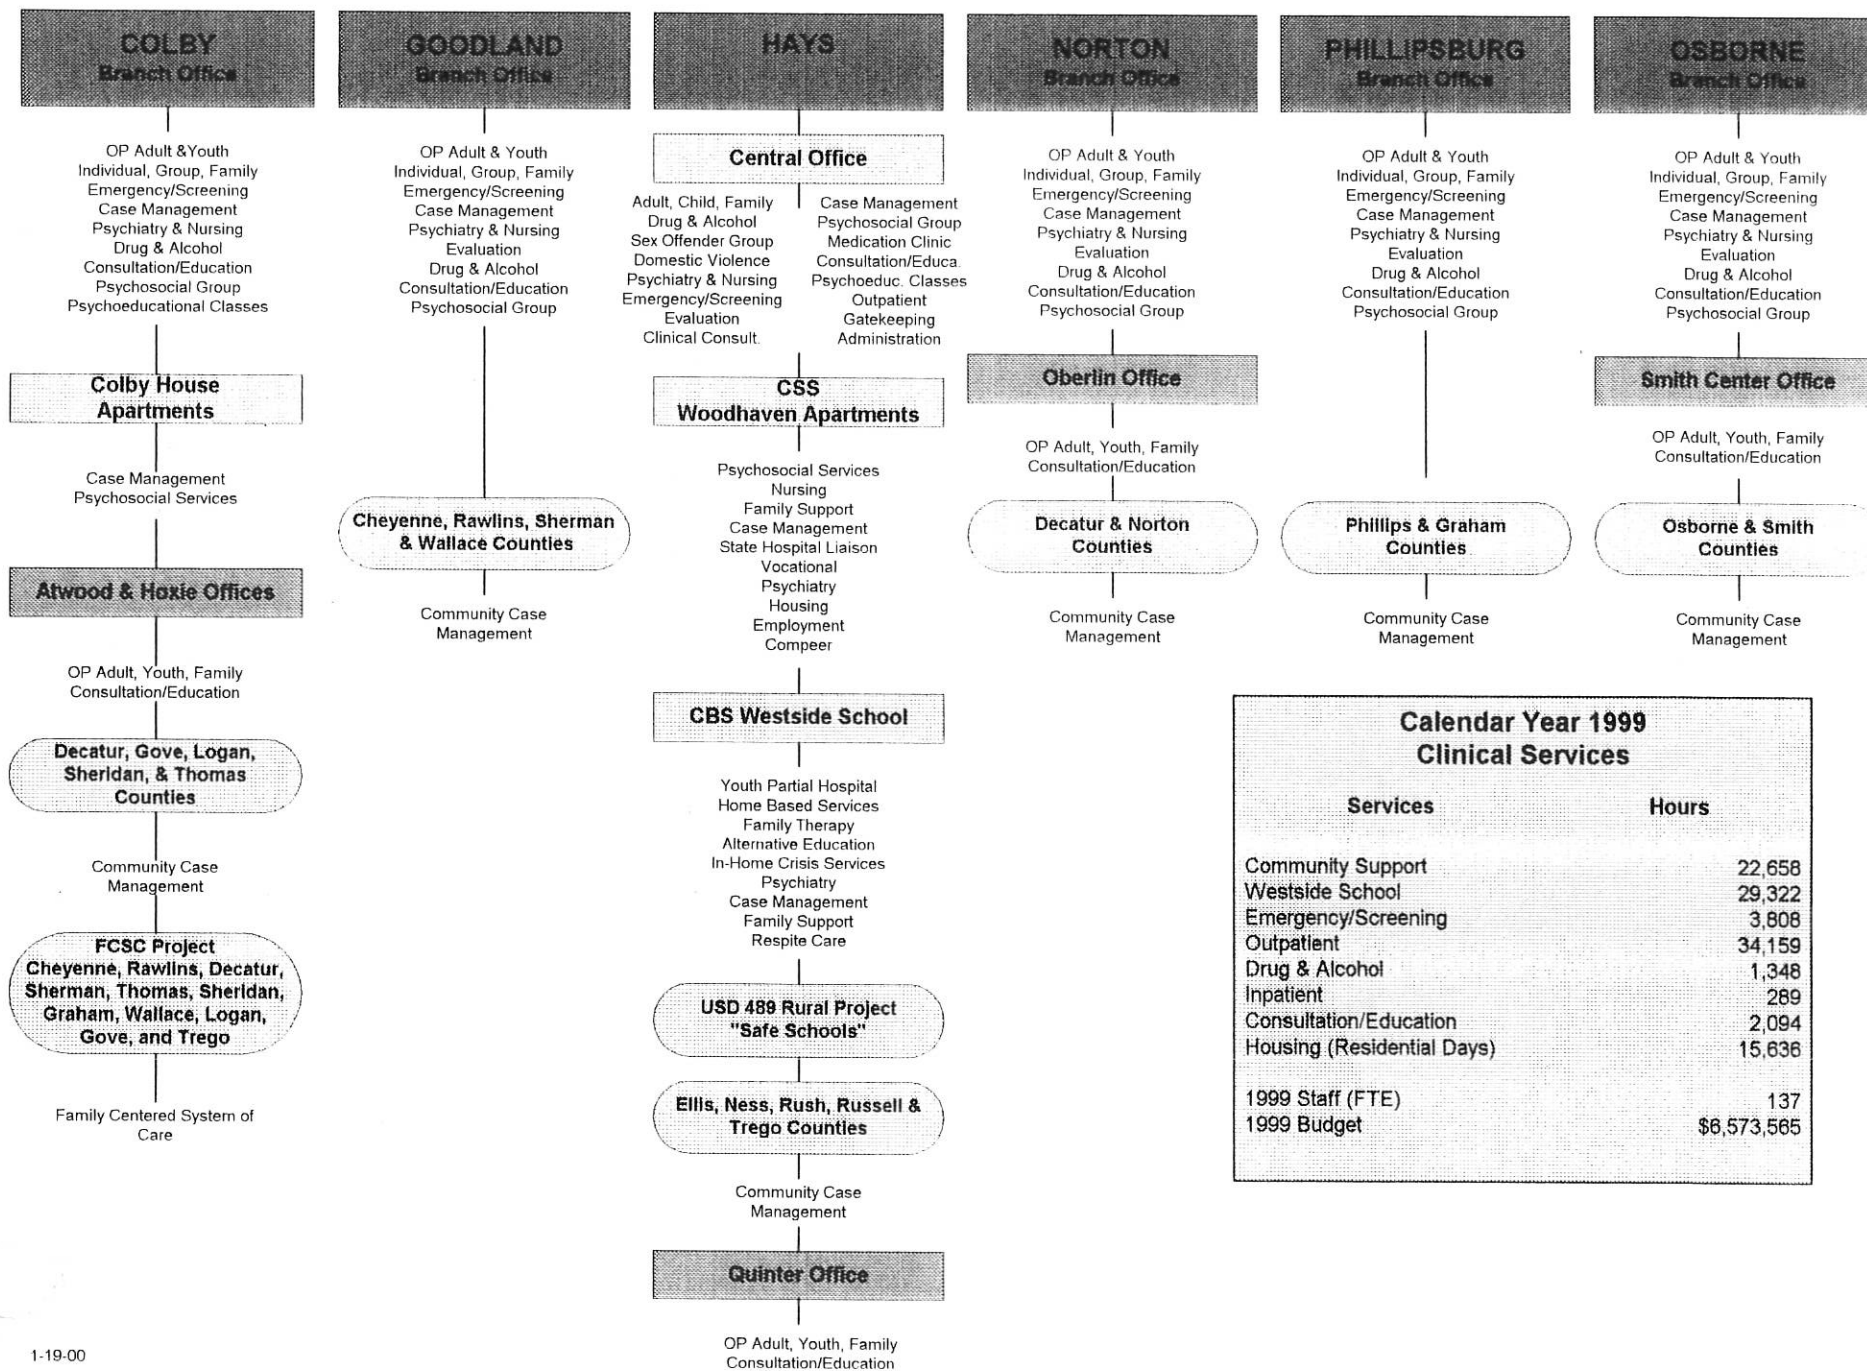 COLBY
Branch Office
OP Adult &Youth
Individual, Group, Family
Emergency/Screening
Case Management
Psychiatry & Nursing
Drug & Alcohol
Consultation/Education
Psychosocial Group
Psychoeducational Classes
Colby House
Apartments
Case Management
Psychosocial Services
Atwood & Hoxie Offices
OP Adult, Youth, Family
Consultation/Education
Decatur, Gove, Logan,
Sheridan, & Thomas
Counties
Community Case
Management
FCSC Project
Cheyenne, Rawlins, Decatur,
Sherman, Thomas, Sheridan,
Graham, Wallace, Logan,
Gove, and Trego
Family Centered System of
Care
GOODLAND
Branch Office
OP Adult & Youth
Individual, Group, Family
Emergency/Screening
Case Management
Psychiatry & Nursing
Evaluation
Drug & Alcohol
Consultation/Education
Psychosocial Group
Cheyenne, Rawlins, Sherman
& Wallace Counties
Community Case
Management
HAYS
Central Office
Adult, Child, Family
Drug & Alcohol
Sex Offender Group
Domestic Violence
Psychiatry & Nursing
Emergency/Screening
Evaluation
Clinical Consult.
Case Management
Psychosocial Group
Medication Clinic
Consultation/Educa.
Psychoeduc. Classes
Outpatient
Gatekeeping
Administration
CSS
Woodhaven Apartments
Psychosocial Services
Nursing
Family Support
Case Management
State Hospital Liaison
Vocational
Psychiatry
Housing
Employment
Compeer
CBS Westside School
Youth Partial Hospital
Home Based Services
Family Therapy
Alternative Education
In-Home Crisis Services
Psychiatry
Case Management
Family Support
Respite Care
USD 489 Rural Project
"Safe Schools"
Ellis, Ness, Rush, Russell &
Trego Counties
Community Case
Management
Quinter Office
OP Adult, Youth, Family
Consultation/Education
NORTON
Branch Office
OP Adult & Youth
Individual, Group, Family
Emergency/Screening
Case Management
Psychiatry & Nursing
Evaluation
Drug & Alcohol
Consultation/Education
Psychosocial Group
Oberlin Office
OP Adult, Youth, Family
Consultation/Education
Decatur & Norton
Counties
Community Case
Management
PHILLIPSBURG
Branch Office
OP Adult & Youth
Individual, Group, Family
Emergency/Screening
Case Management
Psychiatry & Nursing
Evaluation
Drug & Alcohol
Consultation/Education
Psychosocial Group
Phillips & Graham
Counties
Community Case
Management
OSBORNE
Branch Office
OP Adult & Youth
Individual, Group, Family
Emergency/Screening
Case Management
Psychiatry & Nursing
Evaluation
Drug & Alcohol
Consultation/Education
Psychosocial Group
Smith Center Office
OP Adult, Youth, Family
Consultation/Education
Osborne & Smith
Counties
Community Case
Management
Calendar Year 1999
Clinical Services
Services Hours
Community Support 22,658
Westside School 29,322
Emergency/Screening 3,808
Outpatient 34,159
Drug & Alcohol 1,348
Inpatient 289
Consultation/Education 2,094
Housing (Residential Days) 15,636
1999 Staff (FTE) 137
1999 Budget $6,573,565
1-19-00